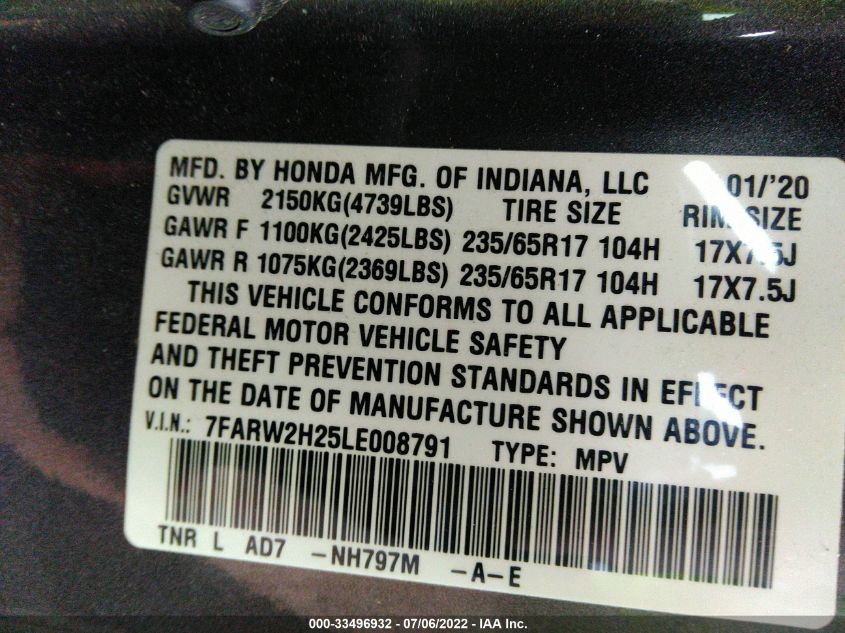 MFD. BY HONDA MFG. OF INDIANA, LLC 01/'20
GVWR 2150KG(4739LBS) TIRE SIZE RIM SIZE
GAWR F 1100KG(2425LBS) 235/65R17 104H 17X7.5J
GAWR R 1075KG(2369LBS) 235/65R17 104H 17X7.5J
THIS VEHICLE CONFORMS TO ALL APPLICABLE
FEDERAL MOTOR VEHICLE SAFETY
AND THEFT PREVENTION STANDARDS IN EFFECT
ON THE DATE OF MANUFACTURE SHOWN ABOVE.
V.I.N.: 7FARW2H25LE008791 TYPE: MPV
TNR L AD7 -NH797M -A-E
000-33496932 - 07/06/2022 - IAA Inc.